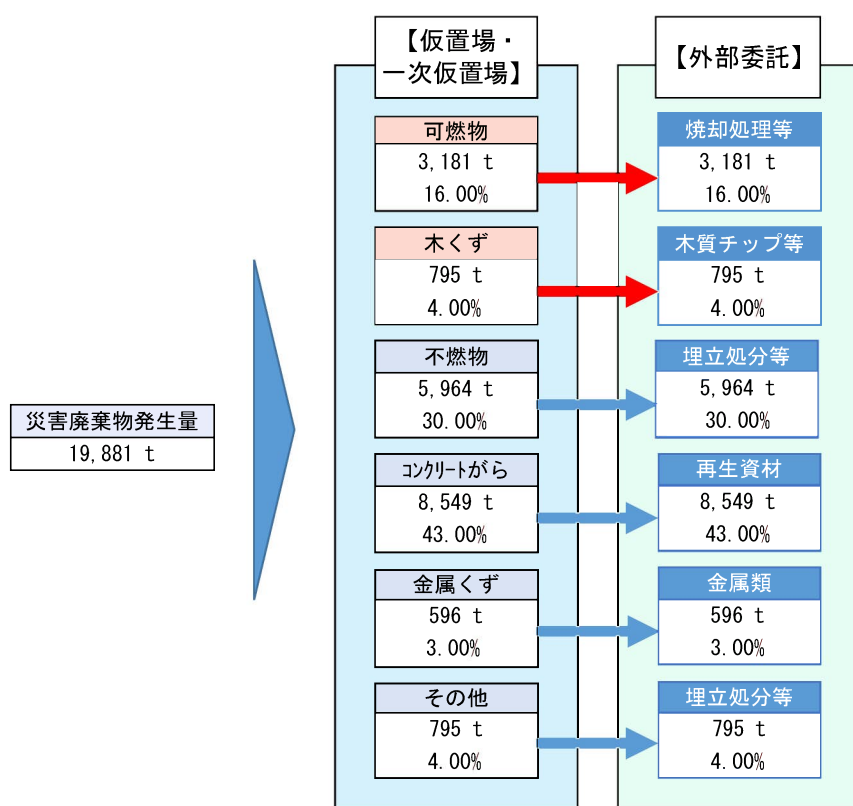 【仮置場・
一次仮置場】
【外部委託】
可燃物
3,181 t
16.00%
焼却処理等
3,181 t
16.00%
木くず
795 t
4.00%
木質チップ等
795 t
4.00%
不燃物
5,964 t
30.00%
埋立処分等
5,964 t
30.00%
災害廃棄物発生量
19,881 t
ｺﾝｸﾘｰﾄがら
8,549 t
43.00%
再生資材
8,549 t
43.00%
金属くず
596 t
3.00%
金属類
596 t
3.00%
その他
795 t
4.00%
埋立処分等
795 t
4.00%